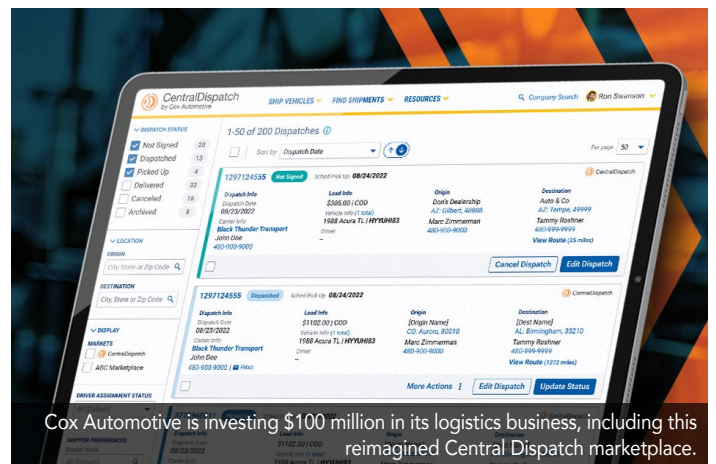 CentralDispatch
by Cox Automotive
SHIP VEHICLES
FIND SHIPMENTS
RESOURCES
Company Search
Ron Swanson
DISPATCH STATUS
Not Signed 20
Dispatched 13
Picked Up 4
Delivered 32
Canceled 16
Archived 8
LOCATION
ORIGIN
City, State or Zip Code
DESTINATION
City, State or Zip Code
DISPLAY
MARKETS
CentralDispatch
ABC Marketplace
DRIVER ASSIGNMENT STATUS
All (Default)
SHIPPER PREFERENCES
Shipper Name
All (Default)
1-50 of 200 Dispatches
Sort by Dispatch Date
Per page 50
1297124555 Not Signed Sched Pick Up 08/24/2022
CentralDispatch
Dispatch Info
Dispatch Date
08/23/2022
Carrier Info
Black Thunder Transport
John Doe
480-900-9000
Load Info
$305.00 | COD
Vehicle Info (1 total)
1988 Acura TL | HYYUHI83
Driver
--
Origin
Don's Dealership
AZ: Gilbert, 48888
Marc Zimmerman
480-900-9000
Destination
Auto & Co
AZ: Tempe, 49999
Tammy Roshner
480-999-9999
View Route (25 miles)
Cancel Dispatch
Edit Dispatch
1297124555 Dispatched Sched Pick Up 08/24/2022
CentralDispatch
Dispatch Info
Dispatch Date
08/23/2022
Carrier Info
Black Thunder Transport
John Doe
480-900-9000 | EMAIL
Load Info
$1102.00 | COD
Vehicle Info (1 total)
1988 Acura TL | HYYUHI83
Driver
--
Origin
[Origin Name]
CO: Aurora, 80010
Marc Zimmerman
480-900-9000
Destination
[Dest Name]
AL: Birmingham, 35210
Tammy Roshner
480-999-9999
View Route (1272 miles)
More Actions
Edit Dispatch
Update Status
Cox Automotive is investing $100 million in its logistics business, including this
reimagined Central Dispatch marketplace.